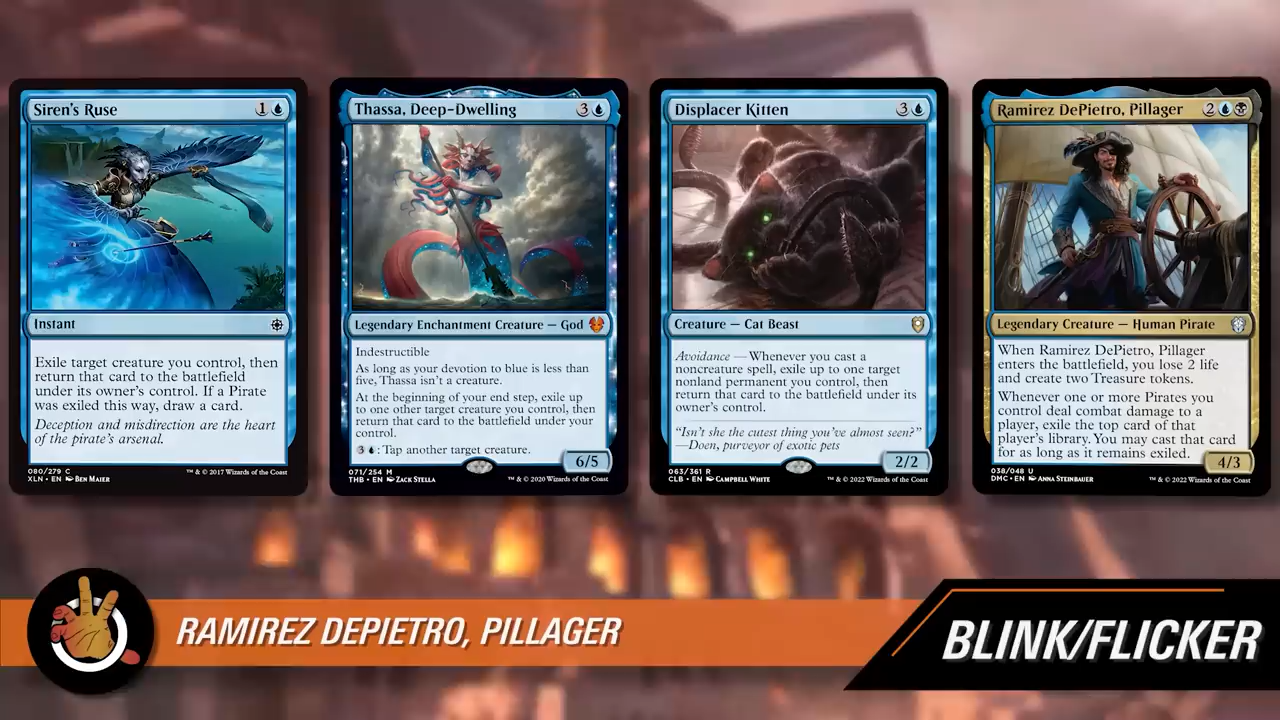 Siren's Ruse 1
Instant
Exile target creature you control, then
return that card to the battlefield
under its owner's control. If a Pirate
was exiled this way, draw a card.
Deception and misdirection are the heart
of the pirate's arsenal.
080/279 C
XLN • EN Ben Maier
™ & © 2017 Wizards of the Coast
Thassa, Deep-Dwelling 3
Legendary Enchantment Creature — God
Indestructible
As long as your devotion to blue is less than
five, Thassa isn't a creature.
At the beginning of your end step, exile up
to one other target creature you control, then
return that card to the battlefield under your
control.
3 : Tap another target creature.
6/5
071/254 M
THB • EN Zack Stella
™ & © 2020 Wizards of the Coast
Displacer Kitten 3
Creature — Cat Beast
Avoidance — Whenever you cast a
noncreature spell, exile up to one target
nonland permanent you control, then
return that card to the battlefield under its
owner's control.
"Isn't she the cutest thing you've almost seen?"
—Doen, purveyor of exotic pets
2/2
063/361 R
CLB • EN Campbell White
™ & © 2022 Wizards of the Coast
Ramirez DePietro, Pillager 2
Legendary Creature — Human Pirate
When Ramirez DePietro, Pillager
enters the battlefield, you lose 2 life
and create two Treasure tokens.
Whenever one or more Pirates you
control deal combat damage to a
player, exile the top card of that
player's library. You may cast that card
for as long as it remains exiled.
4/3
038/048 U
DMC • EN Anna Steinbauer
™ & © 2022 Wizards of the Coast
RAMIREZ DEPIETRO, PILLAGER
BLINK/FLICKER